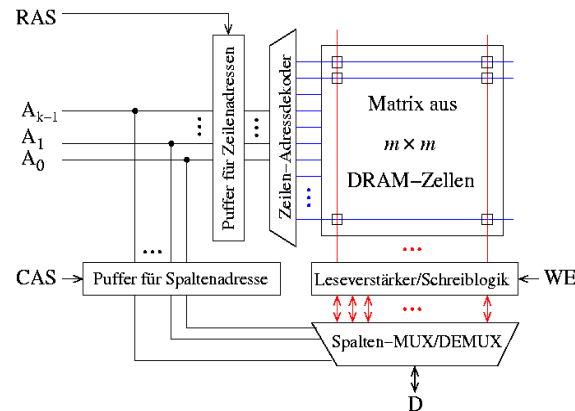 RAS
A_{k−1}
A_1
A_0
Puffer für Zeilenadressen
Zeilen−Adressdekoder
Matrix aus
m × m
DRAM−Zellen
CAS
Puffer für Spaltenadresse
Leseverstärker/Schreiblogik
WE
Spalten−MUX/DEMUX
D